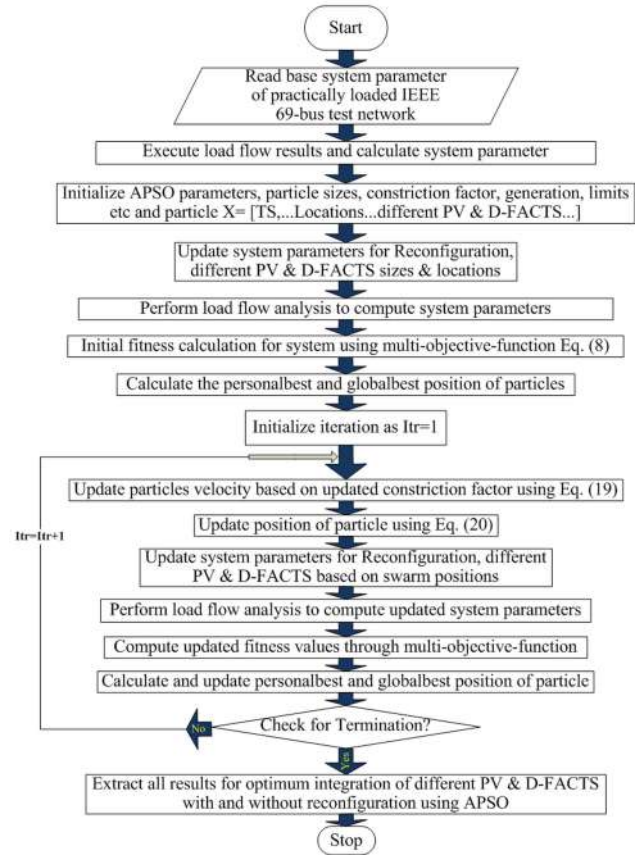 Start
Read base system parameter
of practically loaded IEEE
69-bus test network
Execute load flow results and calculate system parameter
Initialize APSO parameters, particle sizes, constriction factor, generation, limits
etc and particle X= [TS,...Locations...different PV & D-FACTS...]
Update system parameters for Reconfiguration,
different PV & D-FACTS sizes & locations
Perform load flow analysis to compute system parameters
Initial fitness calculation for system using multi-objective-function Eq. (8)
Calculate the personalbest and globalbest position of particles
Initialize iteration as Itr=1
Update particles velocity based on updated constriction factor using Eq. (19)
Update position of particle using Eq. (20)
Itr=Itr+1
Update system parameters for Reconfiguration, different
PV & D-FACTS based on swarm positions
Perform load flow analysis to compute updated system parameters
Compute updated fitness values through multi-objective-function
Calculate and update personalbest and globalbest position of particle
Check for Termination?
No
Yes
Extract all results for optimum integration of different PV & D-FACTS
with and without reconfiguration using APSO
Stop